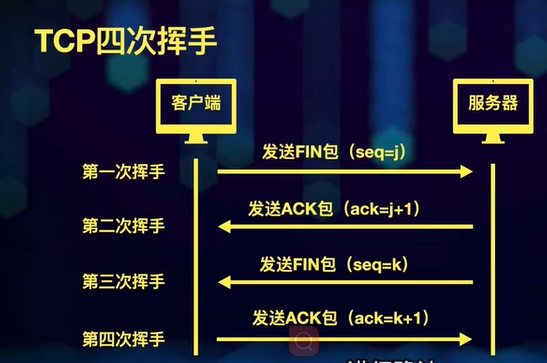 TCP四次挥手
客户端
服务器
发送FIN包（seq=j）
第一次挥手
发送ACK包（ack=j+1）
第二次挥手
发送FIN包（seq=k）
第三次挥手
发送ACK包（ack=k+1）
第四次挥手